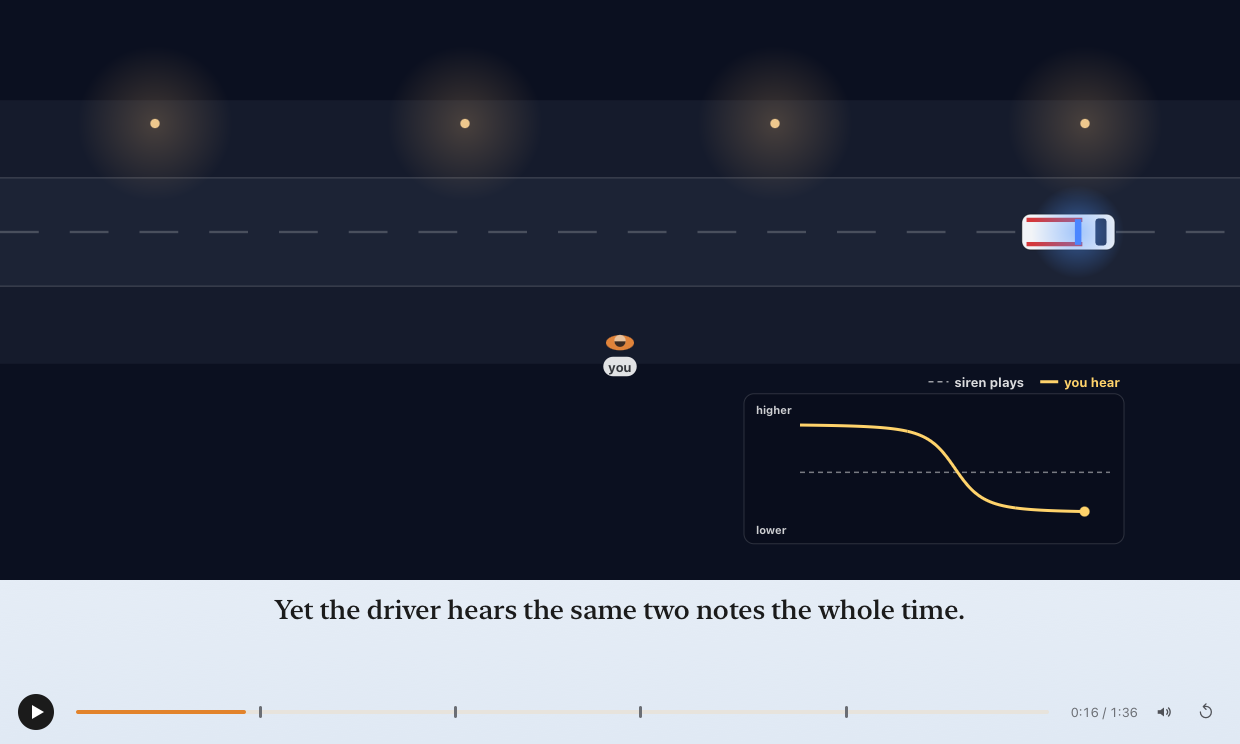 you
siren plays
you hear
higher
lower
Yet the driver hears the same two notes the whole time.
0:16 / 1:36